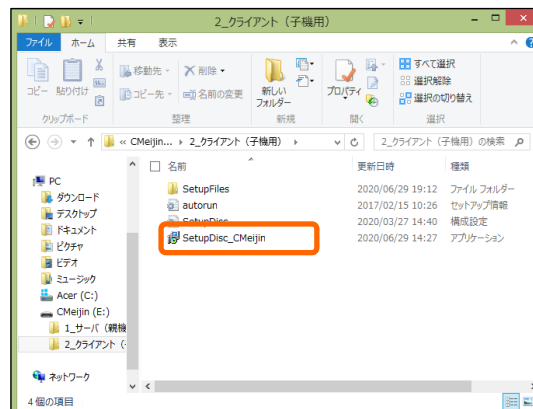 2_クライアント（子機用）
ファイル ホーム 共有 表示
コピー 貼り付け 移動先 コピー先 削除 名前の変更 新しいフォルダー プロパティ すべて選択 選択解除 選択の切り替え
クリップボード 整理 新規 開く 選択
« CMeijin... 2_クライアント（子機用） 2_クライアント（子機用）の検索
名前 更新日時 種類
PC
ダウンロード
デスクトップ
ドキュメント
ピクチャ
ビデオ
ミュージック
Acer (C:)
CMeijin (E:)
1_サーバ（親機
2_クライアント（
ネットワーク
SetupFiles 2020/06/29 19:12 ファイル フォルダー
autorun 2017/02/15 10:26 セットアップ情報
SetupDisc 2020/03/27 14:40 構成設定
SetupDisc_CMeijin 2020/06/29 14:27 アプリケーション
4 個の項目